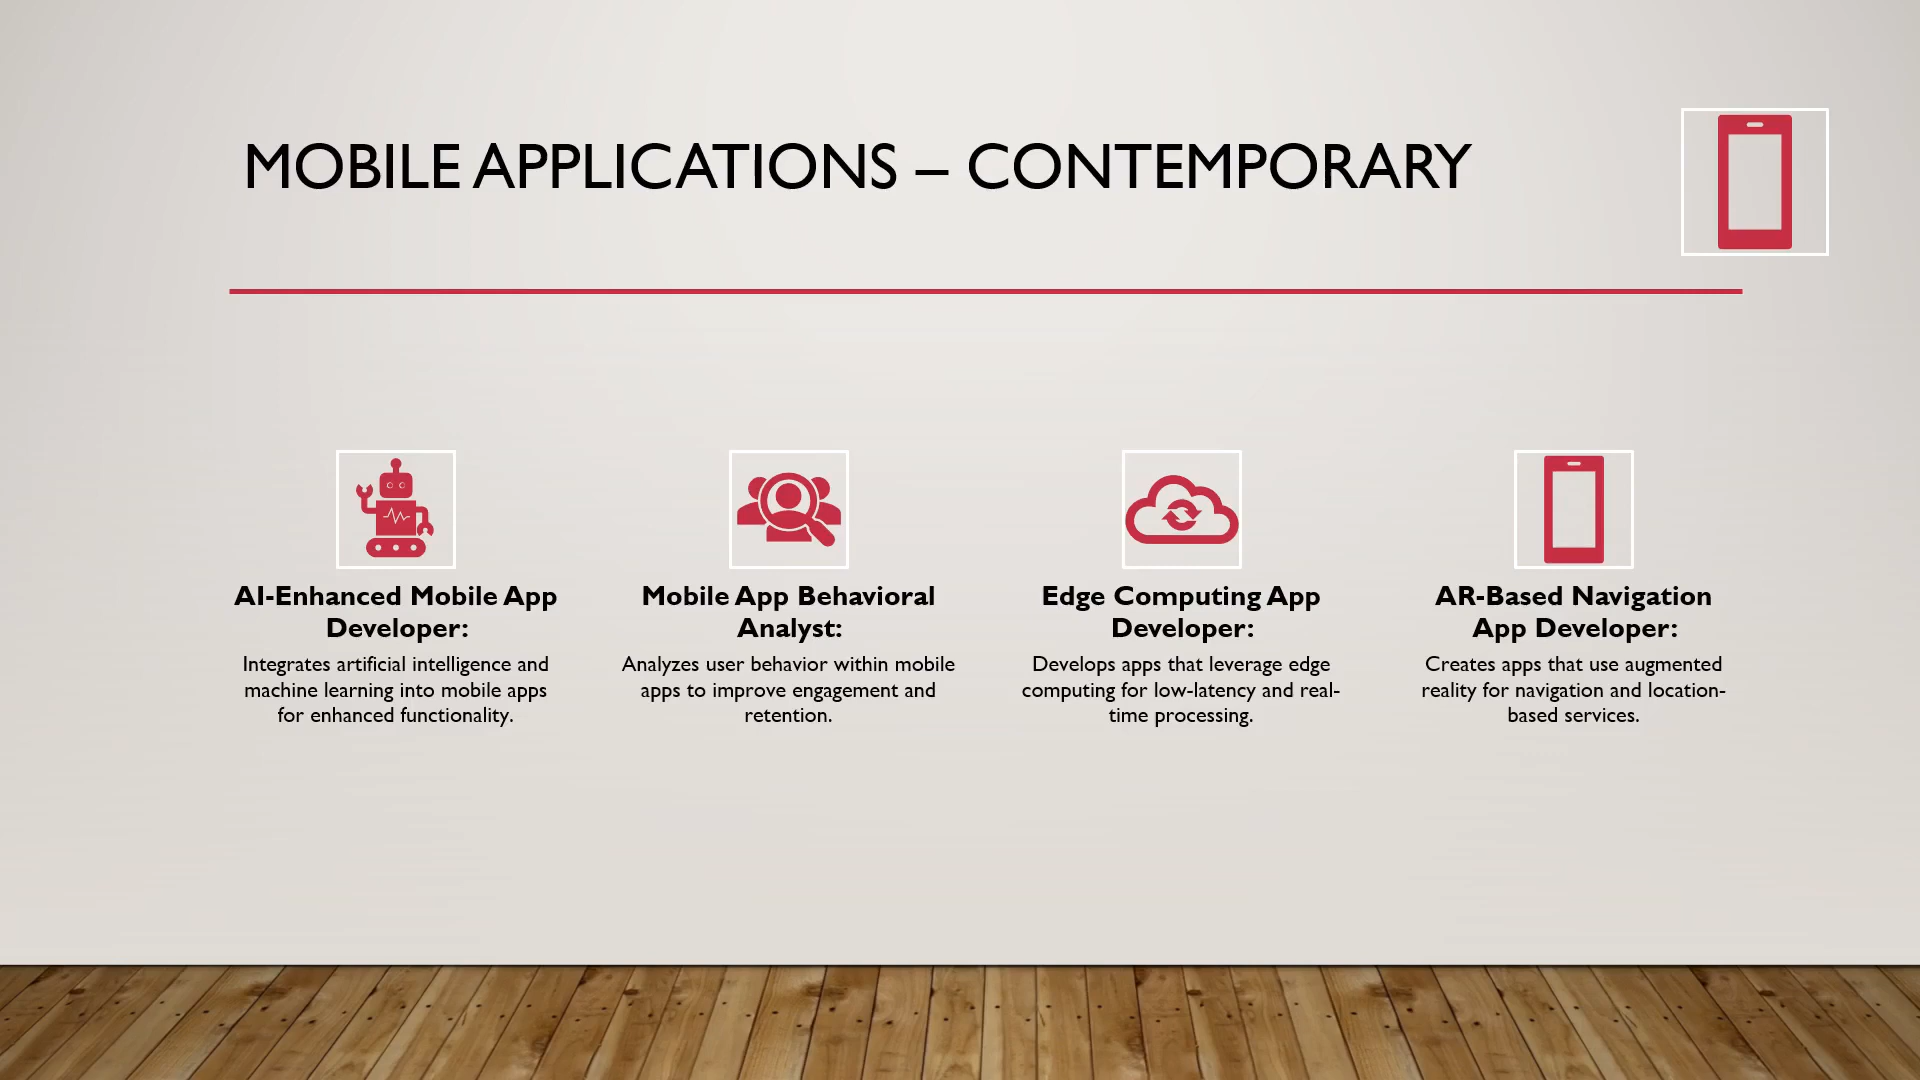 MOBILE APPLICATIONS – CONTEMPORARY
AI-Enhanced Mobile App
Developer:
Integrates artificial intelligence and
machine learning into mobile apps
for enhanced functionality.
Mobile App Behavioral
Analyst:
Analyzes user behavior within mobile
apps to improve engagement and
retention.
Edge Computing App
Developer:
Develops apps that leverage edge
computing for low-latency and real-
time processing.
AR-Based Navigation
App Developer:
Creates apps that use augmented
reality for navigation and location-
based services.